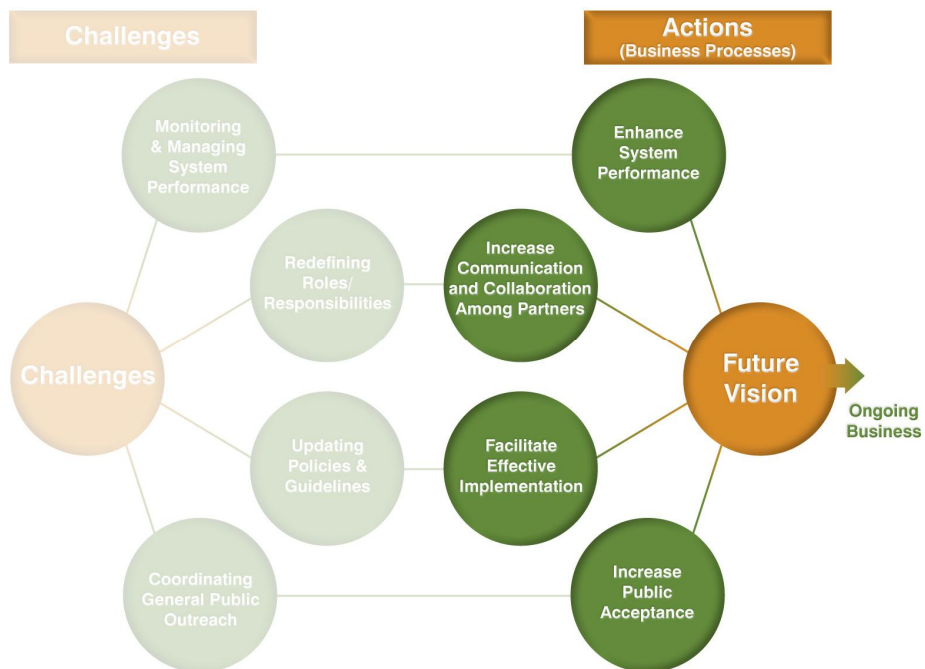 Challenges
Actions
(Business Processes)
Monitoring
& Managing
System
Performance
Enhance
System
Performance
Redefining
Roles/
Responsibilities
Increase
Communication
and Collaboration
Among Partners
Challenges
Future
Vision
Ongoing
Business
Updating
Policies &
Guidelines
Facilitate
Effective
Implementation
Coordinating
General Public
Outreach
Increase
Public
Acceptance